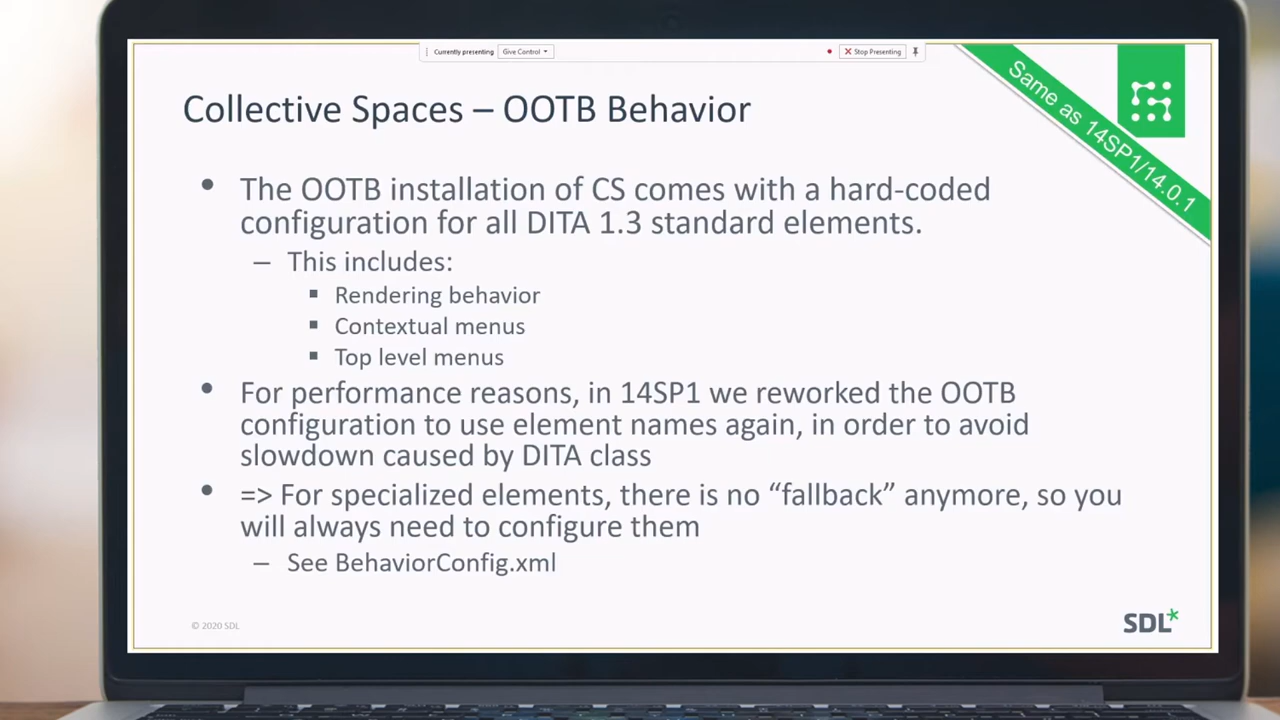 Currently presenting
Give Control
Stop Presenting
Collective Spaces – OOTB Behavior
Same as 14SP1/14.0.1
• The OOTB installation of CS comes with a hard-coded
configuration for all DITA 1.3 standard elements.
– This includes:
▪ Rendering behavior
▪ Contextual menus
▪ Top level menus
• For performance reasons, in 14SP1 we reworked the OOTB
configuration to use element names again, in order to avoid
slowdown caused by DITA class
• => For specialized elements, there is no “fallback” anymore, so you
will always need to configure them
– See BehaviorConfig.xml
© 2020 SDL
SDL*